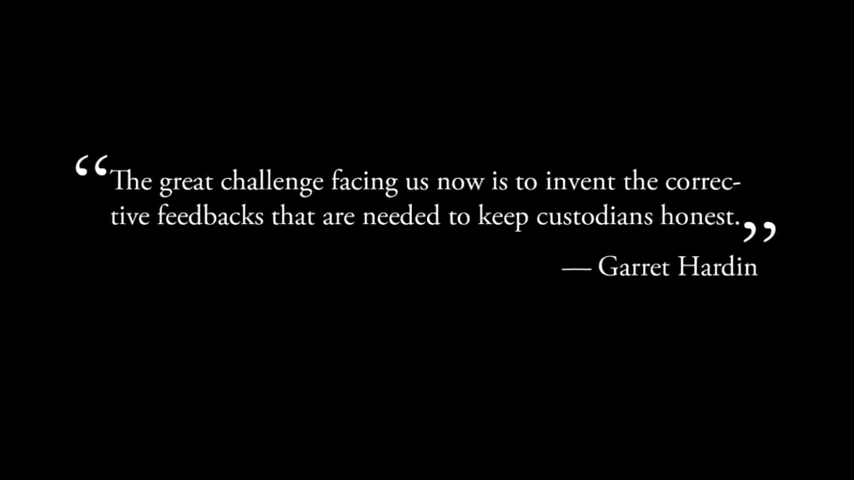 “The great challenge facing us now is to invent the correc-
tive feedbacks that are needed to keep custodians honest.”
— Garret Hardin